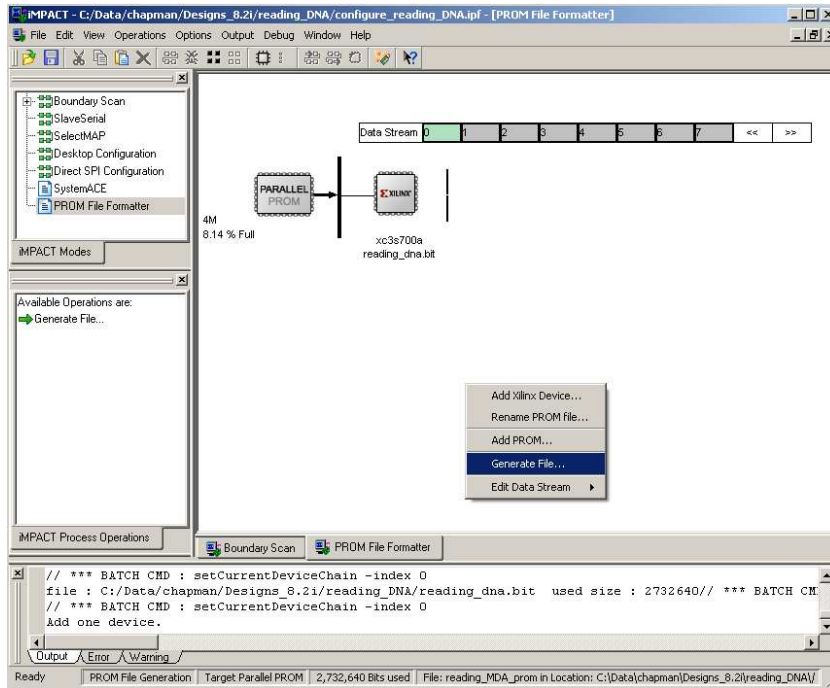 iMPACT - C:/Data/chapman/Designs_8.2i/reading_DNA/configure_reading_DNA.ipf - [PROM File Formatter]
File Edit View Operations Options Output Debug Window Help
Boundary Scan
SlaveSerial
SelectMAP
Desktop Configuration
Direct SPI Configuration
SystemACE
PROM File Formatter
iMPACT Modes
Available Operations are:
Generate File...
iMPACT Process Operations
Data Stream 0 1 2 3 4 5 6 7 << >>
PARALLEL
PROM
XILINX
4M
8.14 % Full
xc3s700a
reading_dna.bit
Add Xilinx Device...
Rename PROM file...
Add PROM...
Generate File...
Edit Data Stream
Boundary Scan PROM File Formatter
// *** BATCH CMD : setCurrentDeviceChain -index 0
file : C:/Data/chapman/Designs_8.2i/reading_DNA/reading_dna.bit used size : 2732640// *** BATCH CM
// *** BATCH CMD : setCurrentDeviceChain -index 0
Add one device.
Output Error Warning
Ready PROM File Generation Target Parallel PROM 2,732,640 Bits used File: reading_MDA_prom in Location: C:\Data\chapman\Designs_8.2i\reading_DNA\/